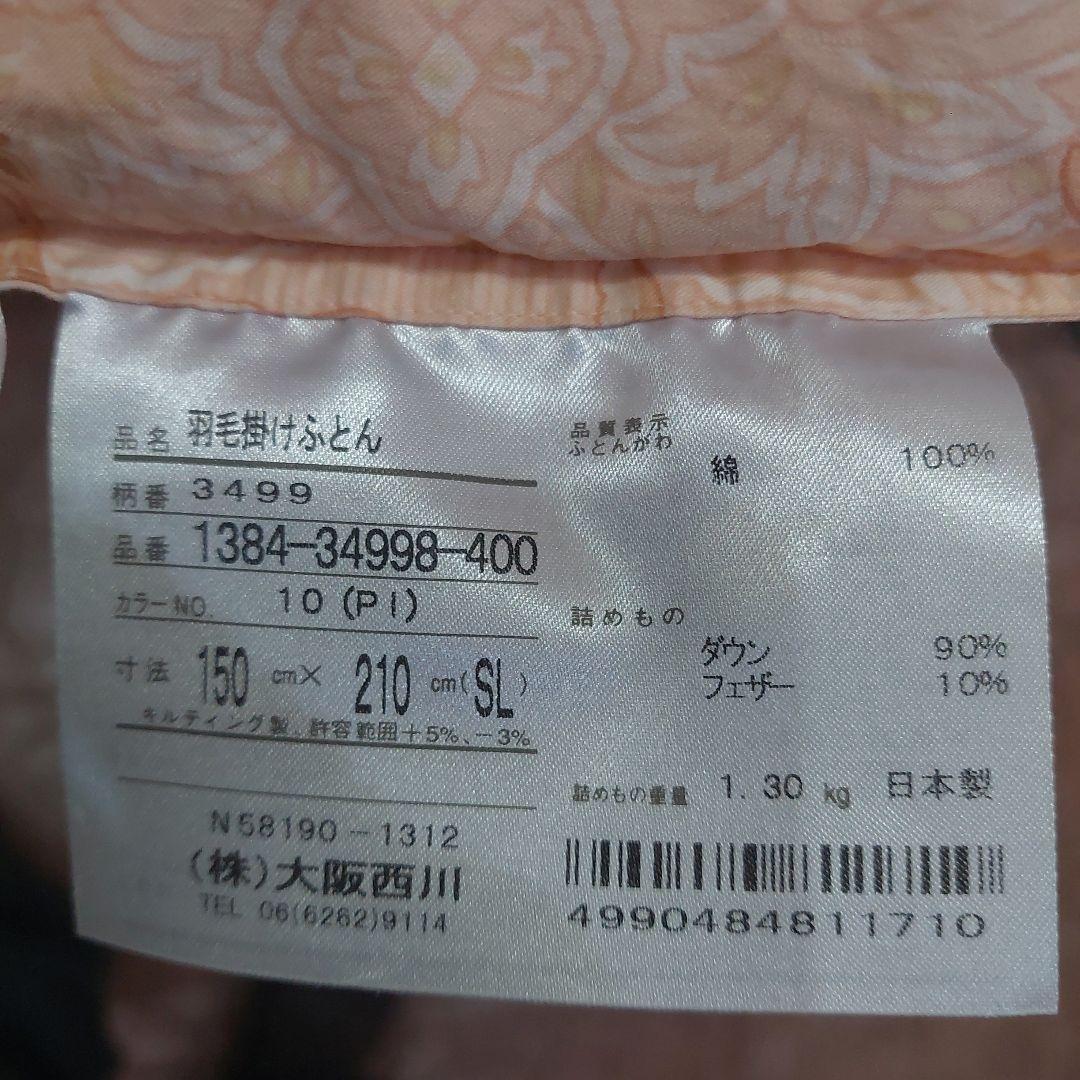 品名 羽毛掛けふとん
柄番 3499
品番 1384-34998-400
カラーNO. 10(PI)
寸法 150 cm× 210 cm(SL)
キルティング製、許容範囲+5%、-3%
N58190-1312
(株)大阪西川
TEL 06(6262)9114
品質表示
ふとんがわ
綿 100%
詰めもの
ダウン 90%
フェザー 10%
詰めもの重量 1.30 kg 日本製
4990484811710